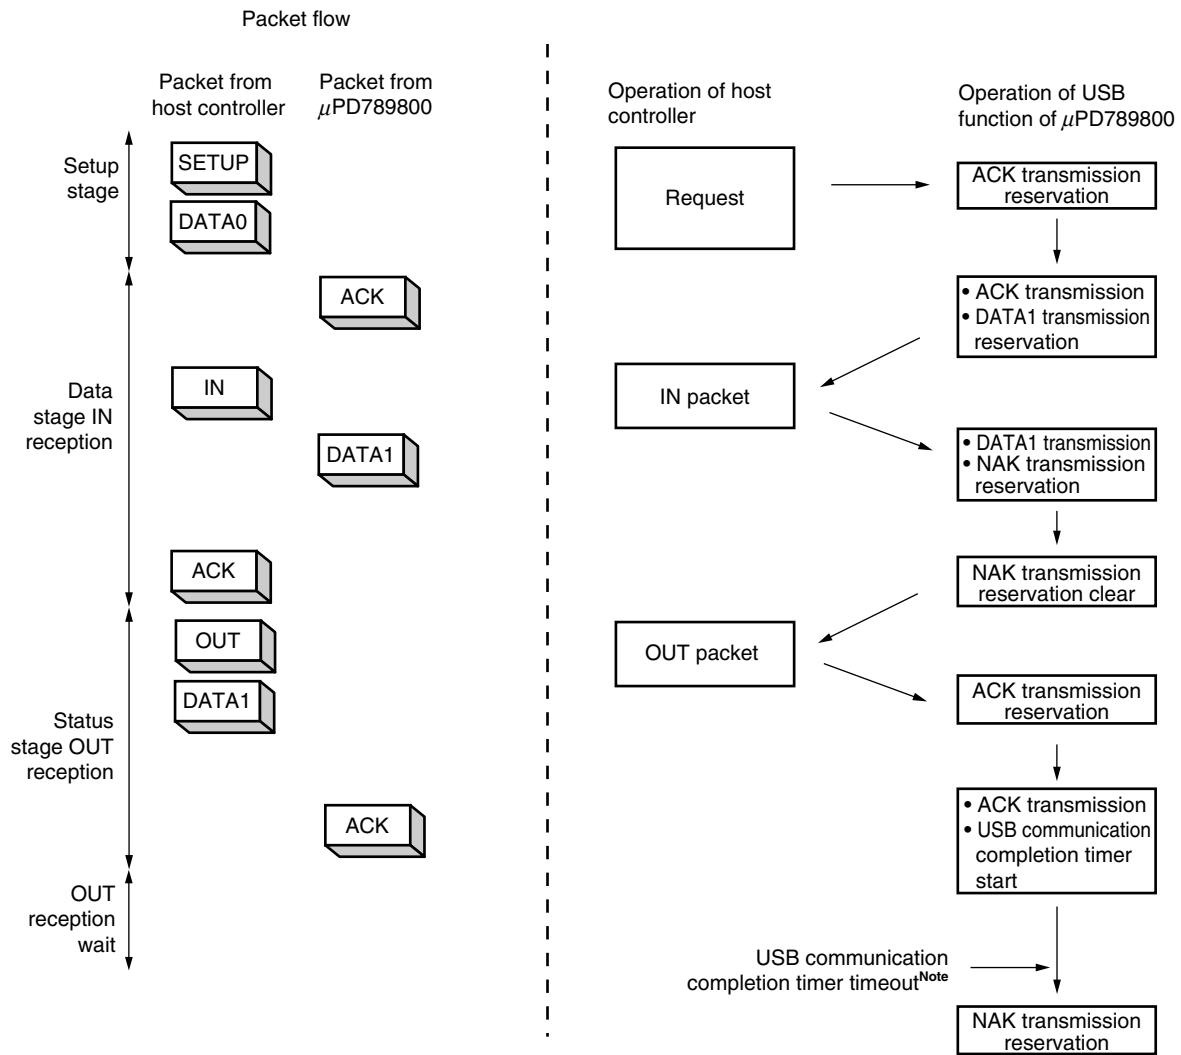 Packet flow
Packet from
host controller
Packet from
μPD789800
Setup
stage
SETUP
DATA0
ACK
Data
stage IN
reception
IN
DATA1
ACK
Status
stage OUT
reception
OUT
DATA1
ACK
OUT
reception
wait
Operation of host
controller
Operation of USB
function of μPD789800
Request
ACK transmission
reservation
• ACK transmission
• DATA1 transmission
reservation
IN packet
• DATA1 transmission
• NAK transmission
reservation
NAK transmission
reservation clear
OUT packet
ACK transmission
reservation
• ACK transmission
• USB communication
completion timer
start
USB communication
completion timer timeoutNote
NAK transmission
reservation